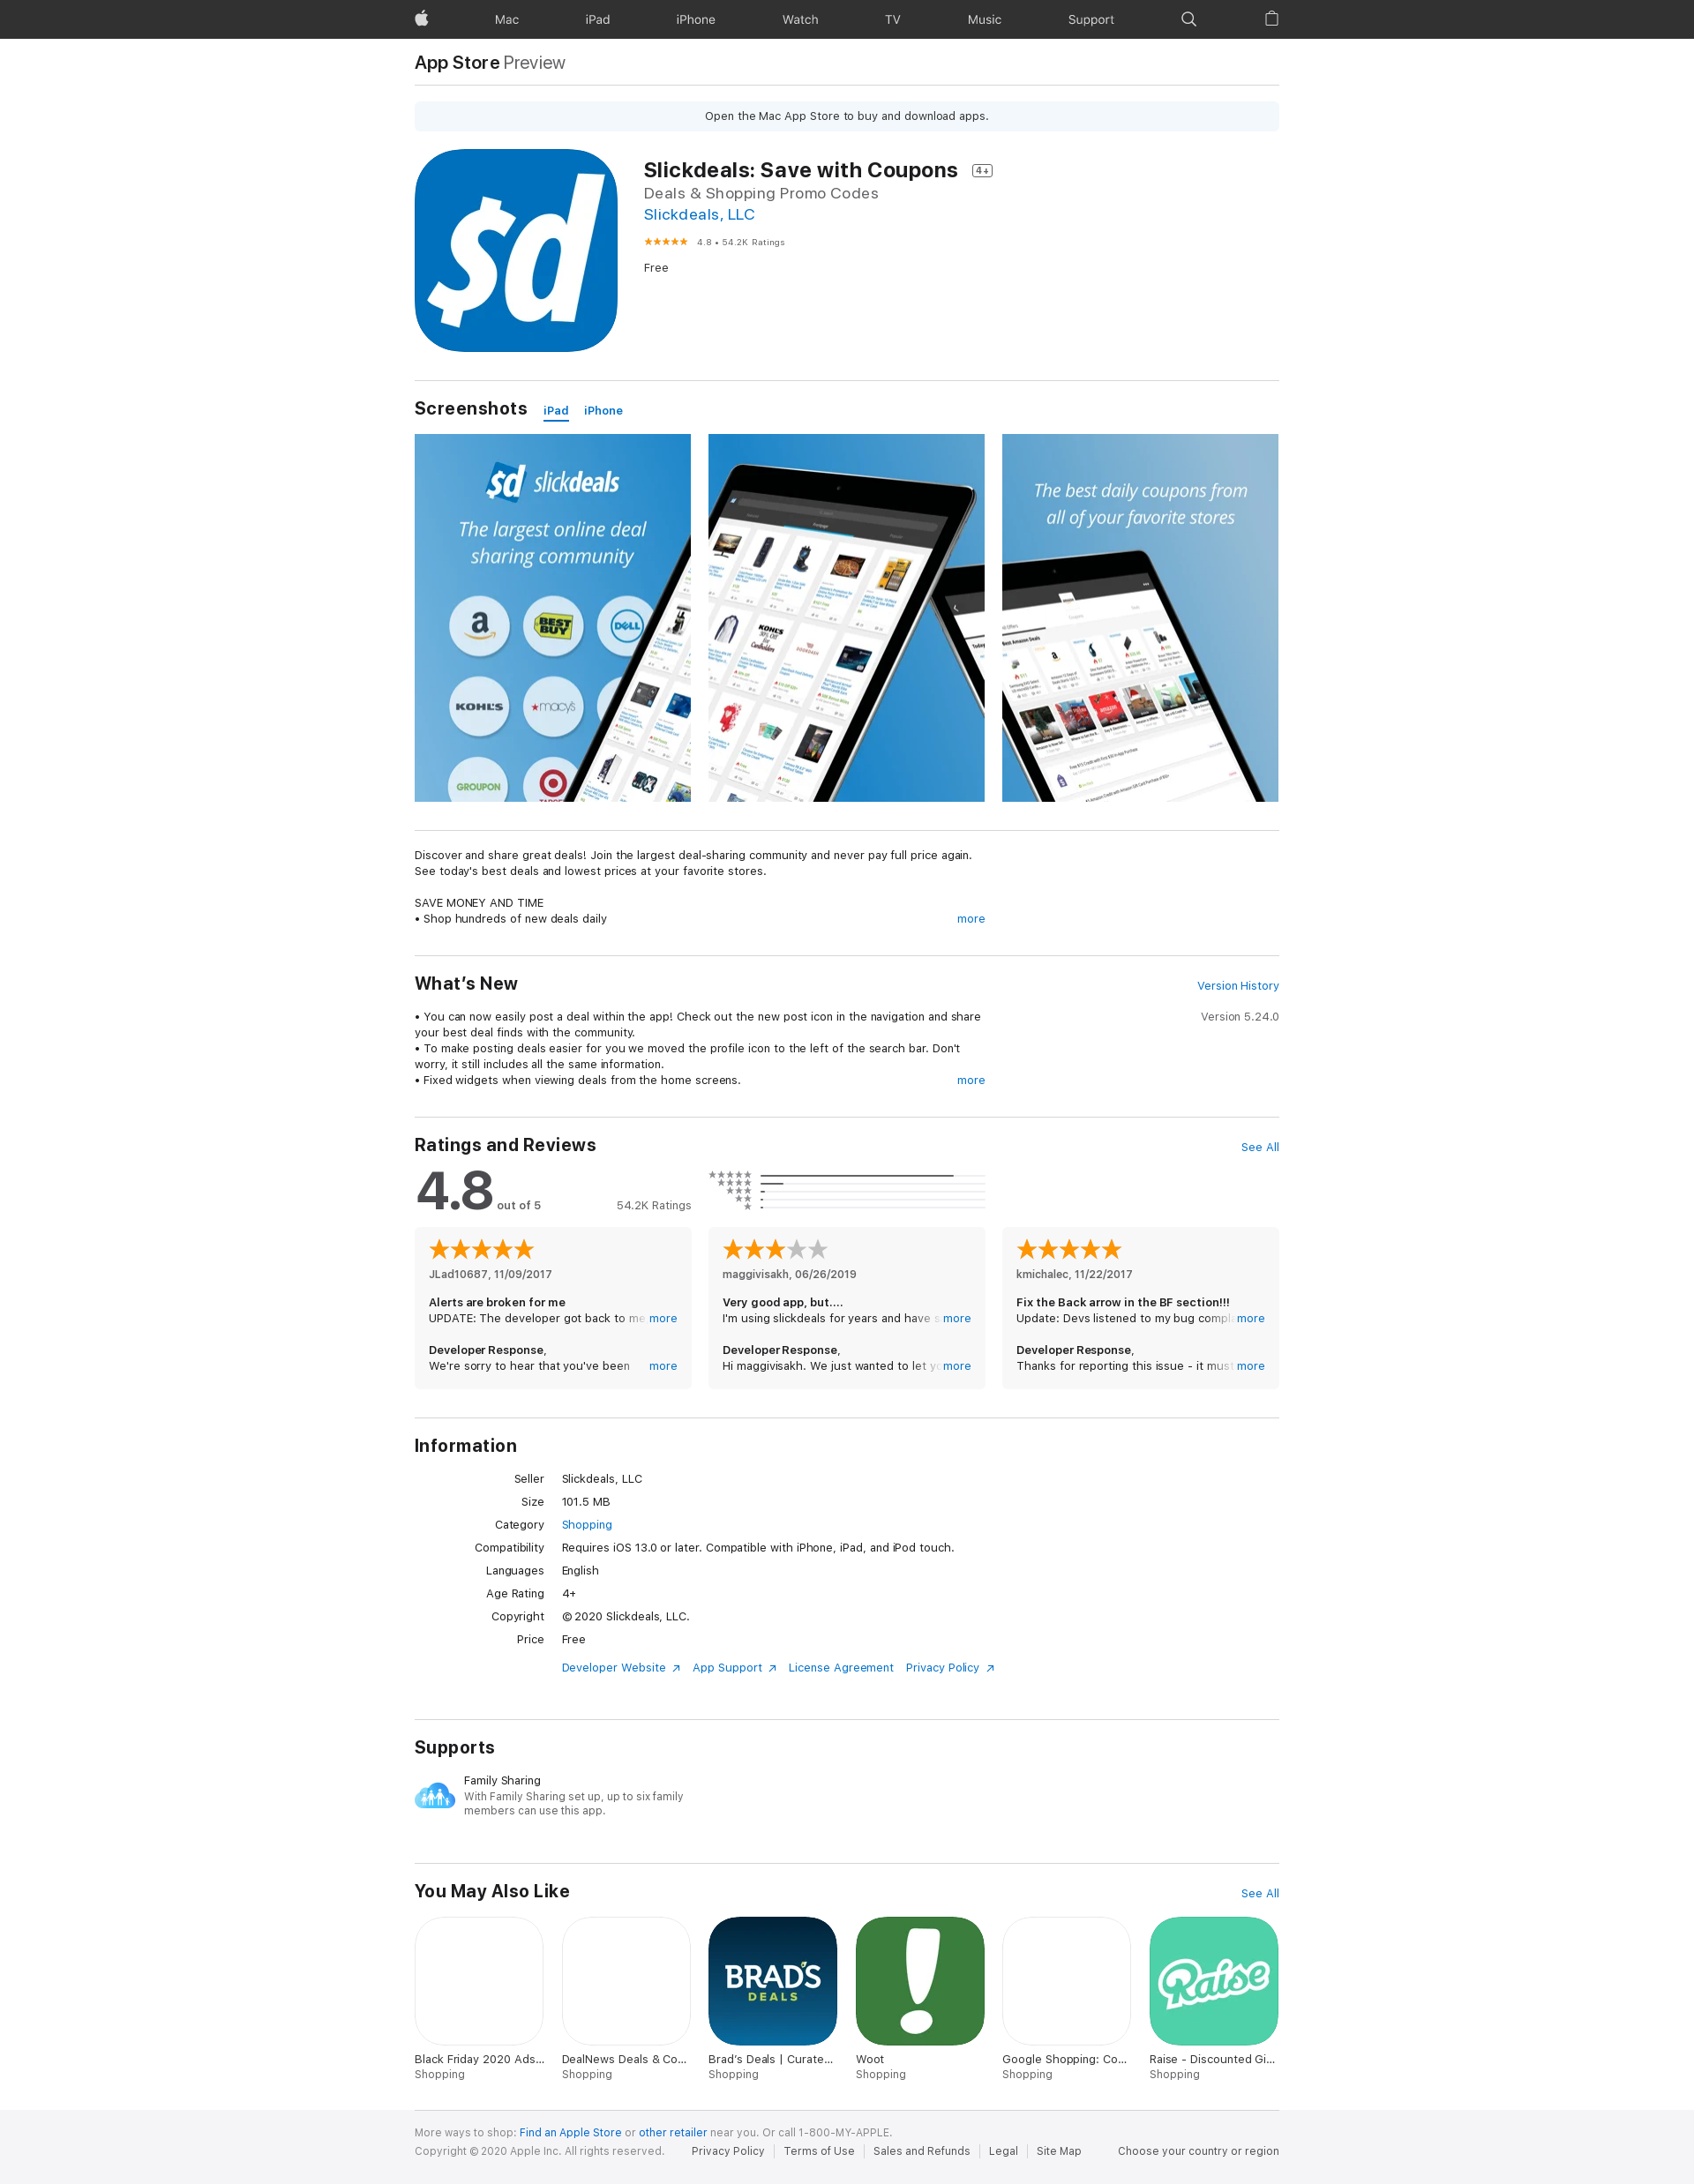 Mac
iPad
iPhone
Watch
TV
Music
Support
App Store Preview
Open the Mac App Store to buy and download apps.
$d
Slickdeals: Save with Coupons 4+
Deals & Shopping Promo Codes
Slickdeals, LLC
4.8 • 54.2K Ratings
Free
Screenshots iPad iPhone
$d slickdeals
The largest online deal
sharing community
a
BEST BUY
DELL
KOHL'S
macy's
GROUPON
KOHL'S
30% Off
for
Cardholders
The best daily coupons from
all of your favorite stores
Discover and share great deals! Join the largest deal-sharing community and never pay full price again.
See today's best deals and lowest prices at your favorite stores.
SAVE MONEY AND TIME
• Shop hundreds of new deals daily more
What's New
Version History
• You can now easily post a deal within the app! Check out the new post icon in the navigation and share
your best deal finds with the community.
• To make posting deals easier for you we moved the profile icon to the left of the search bar. Don't
worry, it still includes all the same information.
• Fixed widgets when viewing deals from the home screens. more
Version 5.24.0
Ratings and Reviews
See All
4.8 out of 5
54.2K Ratings
JLad10687, 11/09/2017
Alerts are broken for me
UPDATE: The developer got back to me more
Developer Response,
We're sorry to hear that you've been more
maggivisakh, 06/26/2019
Very good app, but....
I'm using slickdeals for years and have s more
Developer Response,
Hi maggivisakh. We just wanted to let yo more
kmichalec, 11/22/2017
Fix the Back arrow in the BF section!!!
Update: Devs listened to my bug compla more
Developer Response,
Thanks for reporting this issue - it must more
Information
Seller Slickdeals, LLC
Size 101.5 MB
Category Shopping
Compatibility Requires iOS 13.0 or later. Compatible with iPhone, iPad, and iPod touch.
Languages English
Age Rating 4+
Copyright © 2020 Slickdeals, LLC.
Price Free
Developer Website App Support License Agreement Privacy Policy
Supports
Family Sharing
With Family Sharing set up, up to six family
members can use this app.
You May Also Like
See All
BRAD'S
DEALS
!
Raise
Black Friday 2020 Ads...
Shopping
DealNews Deals & Co...
Shopping
Brad's Deals | Curate...
Shopping
Woot
Shopping
Google Shopping: Co...
Shopping
Raise - Discounted Gi...
Shopping
More ways to shop: Find an Apple Store or other retailer near you. Or call 1-800-MY-APPLE.
Copyright © 2020 Apple Inc. All rights reserved. Privacy Policy Terms of Use Sales and Refunds Legal Site Map Choose your country or region